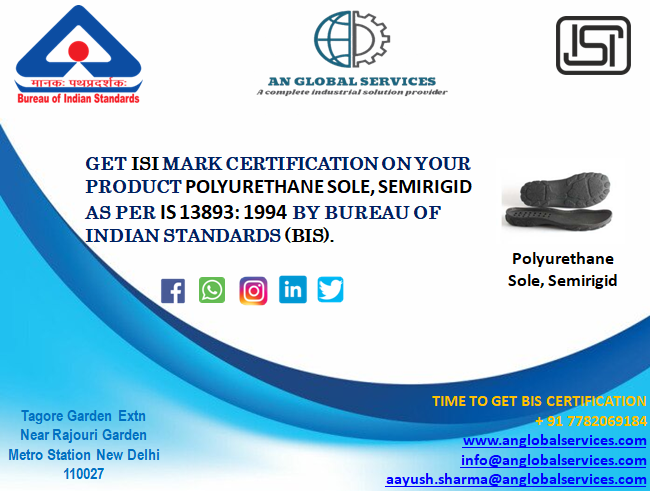 मानकः पथप्रदर्शकः
Bureau of Indian Standards
AN GLOBAL SERVICES
A complete industrial solution provider
ISI
GET ISI MARK CERTIFICATION ON YOUR
PRODUCT POLYURETHANE SOLE, SEMIRIGID
AS PER IS 13893: 1994 BY BUREAU OF
INDIAN STANDARDS (BIS).
Polyurethane
Sole, Semirigid
Tagore Garden Extn
Near Rajouri Garden
Metro Station New Delhi
110027
TIME TO GET BIS CERTIFICATION
+ 91 7782069184
www.anglobalservices.com
info@anglobalservices.com
aayush.sharma@anglobalservices.com